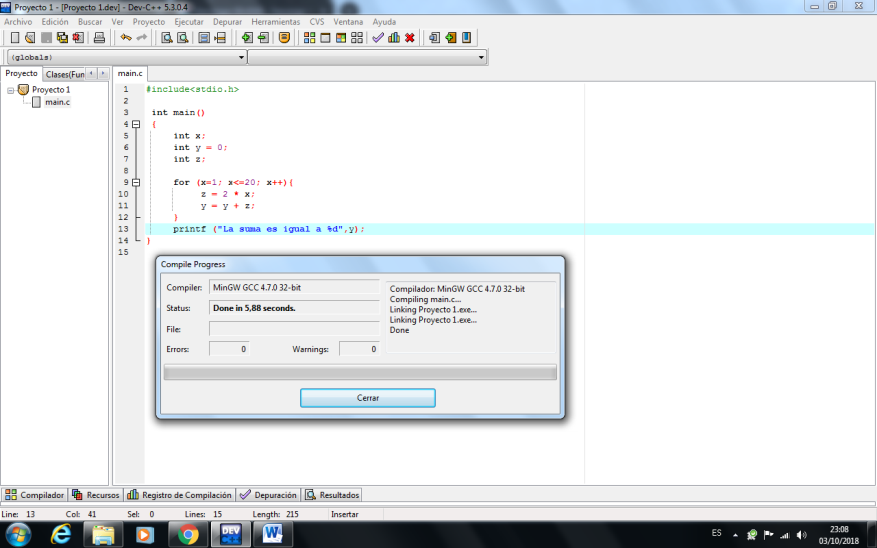 Proyecto 1 - [Proyecto 1.dev] - Dev-C++ 5.3.0.4
Archivo Edición Buscar Ver Proyecto Ejecutar Depurar Herramientas CVS Ventana Ayuda
(globals)
Proyecto Clases(Fun
main.c
Proyecto 1
main.c
1 #include<stdio.h>
2
3 int main()
4 {
5 int x;
6 int y = 0;
7 int z;
8
9 for (x=1; x<=20; x++){
10 z = 2 * x;
11 y = y + z;
12 }
13 printf ("La suma es igual a %d",y);
14 }
15
Compile Progress
Compiler: MinGW GCC 4.7.0 32-bit
Status: Done in 5,88 seconds.
File:
Errors: 0 Warnings: 0
Compilador: MinGW GCC 4.7.0 32-bit
Compiling main.c...
Linking Proyecto 1.exe...
Linking Proyecto 1.exe...
Done
Cerrar
Compilador Recursos Registro de Compilación Depuración Resultados
Line: 13 Col: 41 Sel: 0 Lines: 15 Length: 215 Insertar
DEV
W
ES
23:08
03/10/2018